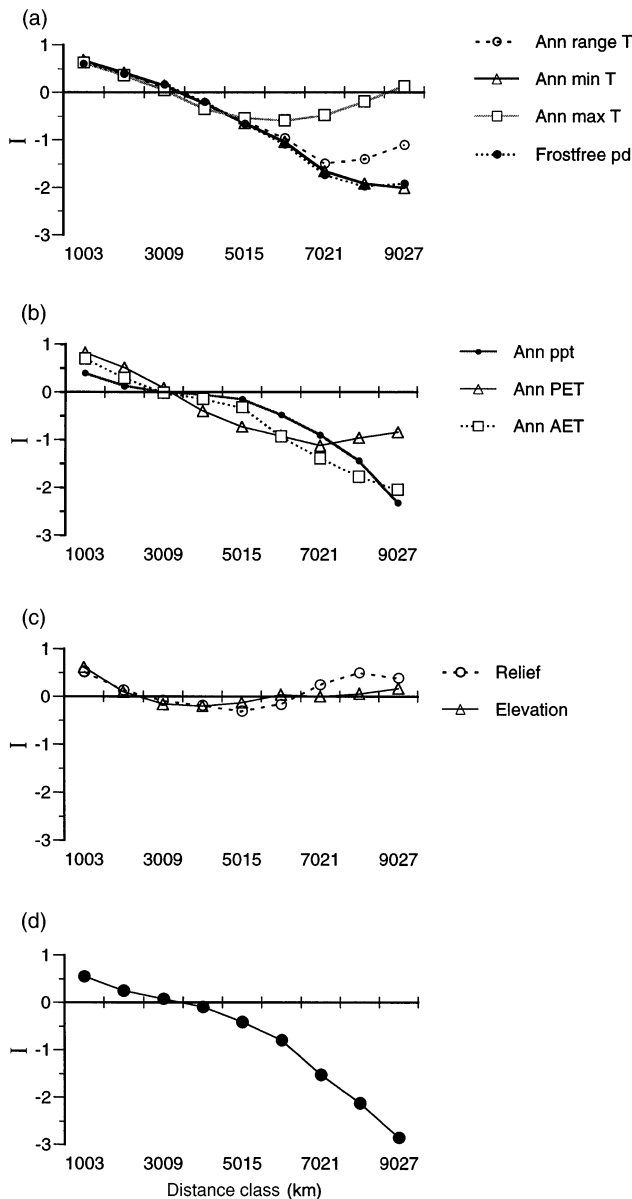 (a)
1
0
-1
-2
-3
I
1003 3009 5015 7021 9027
Ann range T
Ann min T
Ann max T
Frostfree pd
(b)
1
0
-1
-2
-3
I
1003 3009 5015 7021 9027
Ann ppt
Ann PET
Ann AET
(c)
1
0
-1
-2
-3
I
1003 3009 5015 7021 9027
Relief
Elevation
(d)
1
0
-1
-2
-3
I
1003 3009 5015 7021 9027
Distance class (km)